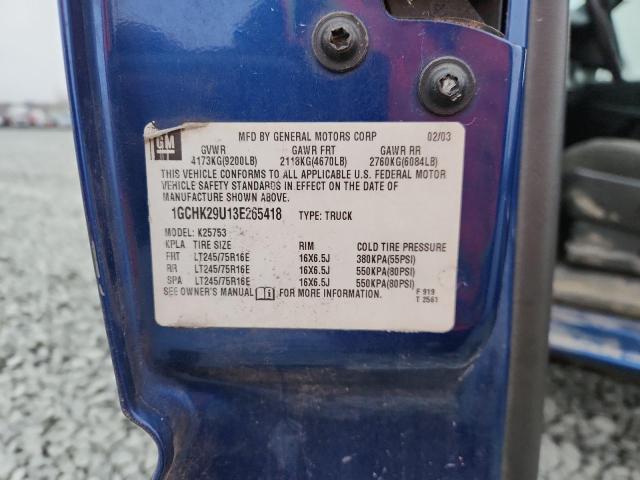 GM
MFD BY GENERAL MOTORS CORP 02/03
GVWR GAWR FRT GAWR RR
4173KG(9200LB) 2118KG(4670LB) 2760KG(6084LB)
THIS VEHICLE CONFORMS TO ALL APPLICABLE U.S. FEDERAL MOTOR
VEHICLE SAFETY STANDARDS IN EFFECT ON THE DATE OF
MANUFACTURE SHOWN ABOVE.
1GCHK29U13E265418 TYPE: TRUCK
MODEL: K25753
KPLA TIRE SIZE RIM COLD TIRE PRESSURE
FRT LT245/75R16E 16X6.5J 380KPA(55PSI)
RR LT245/75R16E 16X6.5J 550KPA(80PSI)
SPA LT245/75R16E 16X6.5J 550KPA(80PSI)
SEE OWNER'S MANUAL FOR MORE INFORMATION. F 919
T 2561